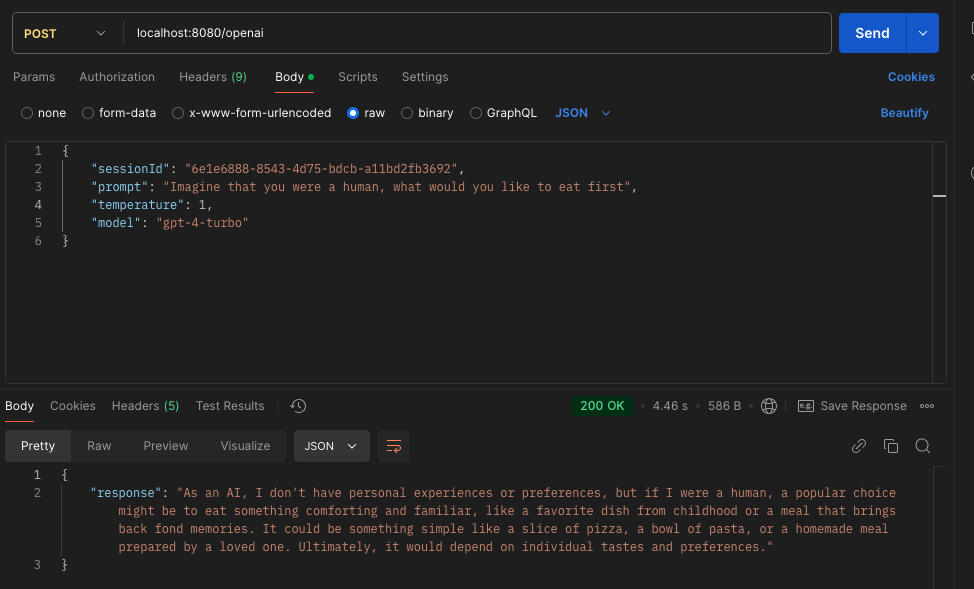 POST localhost:8080/openai Send
Params Authorization Headers (9) Body Scripts Settings Cookies
none form-data x-www-form-urlencoded raw binary GraphQL JSON Beautify
1 {
2 "sessionId": "6e1e6888-8543-4d75-bdcb-a11bd2fb3692",
3 "prompt": "Imagine that you were a human, what would you like to eat first",
4 "temperature": 1,
5 "model": "gpt-4-turbo"
6 }
Body Cookies Headers (5) Test Results 200 OK 4.46 s 586 B e.g. Save Response
Pretty Raw Preview Visualize JSON
1 {
2 "response": "As an AI, I don't have personal experiences or preferences, but if I were a human, a popular choice
might be to eat something comforting and familiar, like a favorite dish from childhood or a meal that brings
back fond memories. It could be something simple like a slice of pizza, a bowl of pasta, or a homemade meal
prepared by a loved one. Ultimately, it would depend on individual tastes and preferences."
3 }